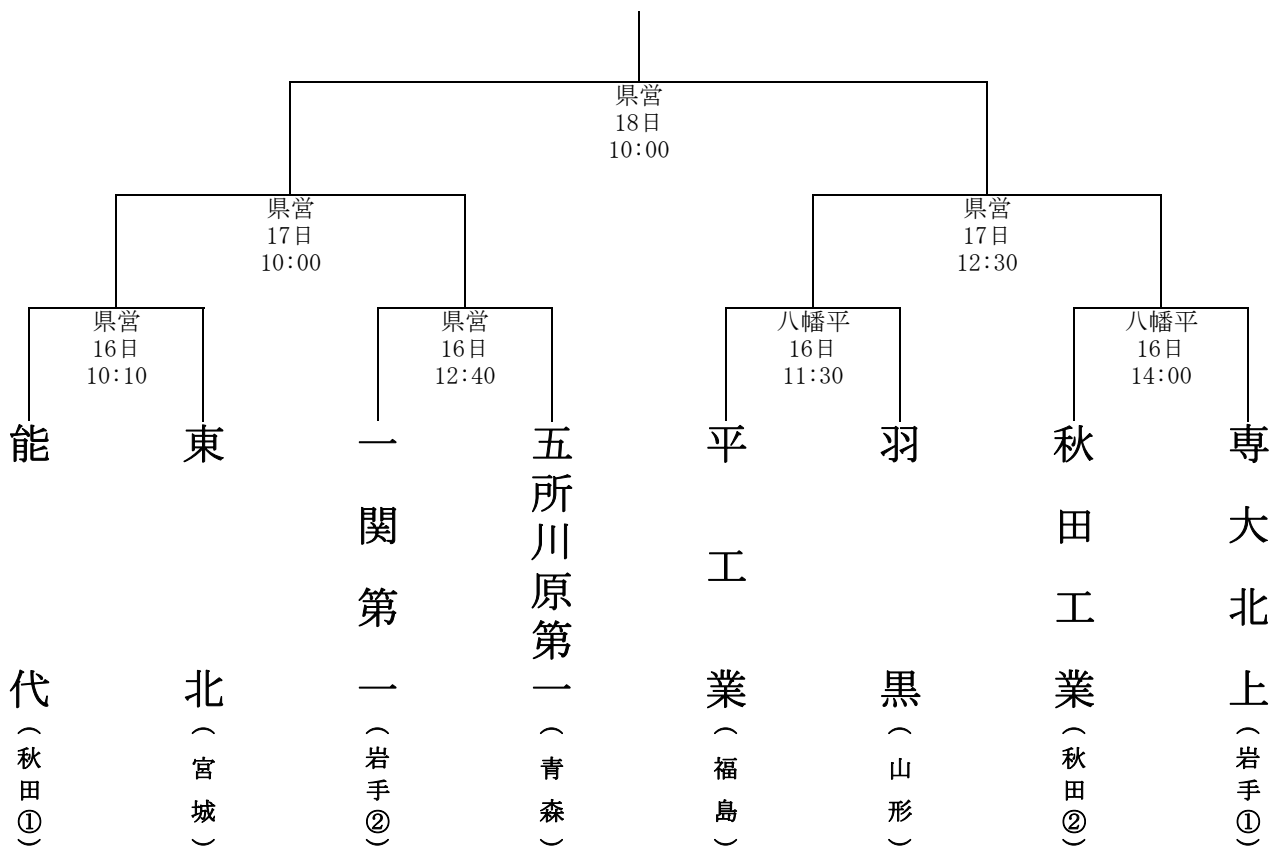 県営
18日
10:00
県営
17日
10:00
県営
17日
12:30
県営
16日
10:10
県営
16日
12:40
八幡平
16日
11:30
八幡平
16日
14:00
能代(秋田①)
東北(宮城)
一関第一(岩手②)
五所川原第一(青森)
平工業(福島)
羽黒(山形)
秋田工業(秋田②)
専大北上(岩手①)